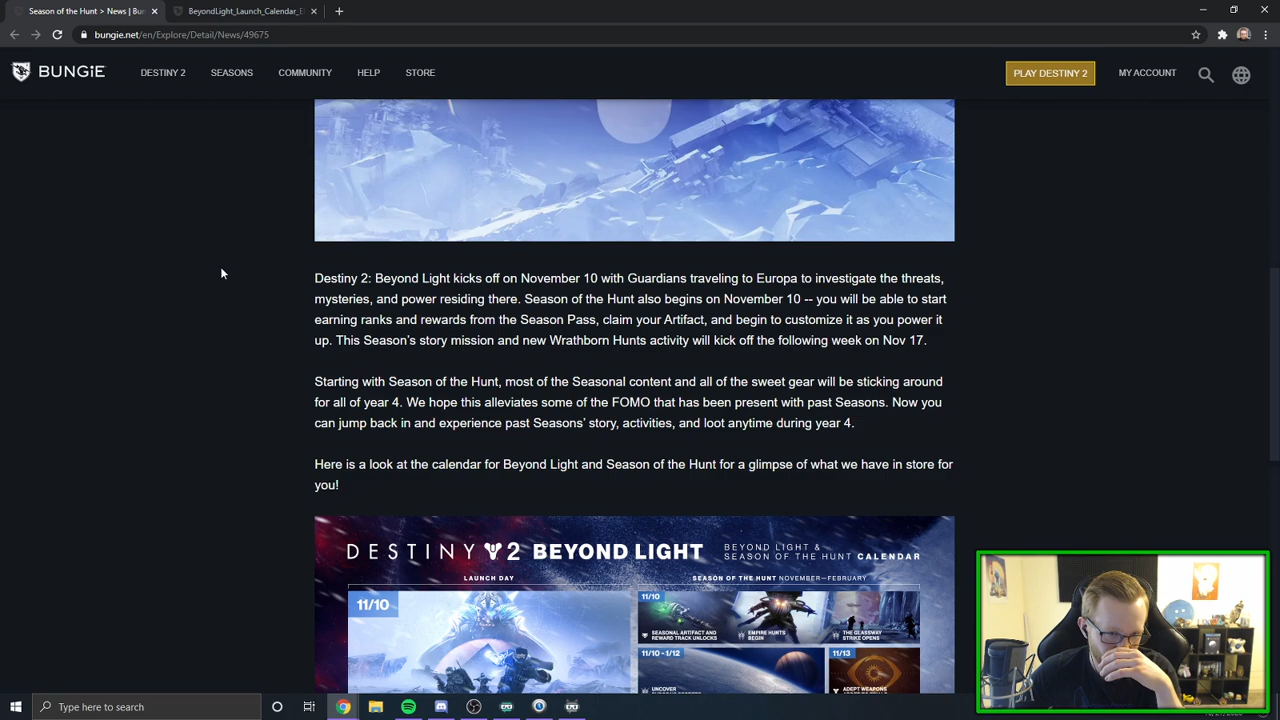 Season of the Hunt > News | Bu
BeyondLight_Launch_Calendar_E
bungie.net/en/Explore/Detail/News/49675
BUNGiE
DESTINY 2
SEASONS
COMMUNITY
HELP
STORE
PLAY DESTINY 2
MY ACCOUNT
Destiny 2: Beyond Light kicks off on November 10 with Guardians traveling to Europa to investigate the threats,
mysteries, and power residing there. Season of the Hunt also begins on November 10 -- you will be able to start
earning ranks and rewards from the Season Pass, claim your Artifact, and begin to customize it as you power it
up. This Season's story mission and new Wrathborn Hunts activity will kick off the following week on Nov 17.
Starting with Season of the Hunt, most of the Seasonal content and all of the sweet gear will be sticking around
for all of year 4. We hope this alleviates some of the FOMO that has been present with past Seasons. Now you
can jump back in and experience past Seasons' story, activities, and loot anytime during year 4.
Here is a look at the calendar for Beyond Light and Season of the Hunt for a glimpse of what we have in store for
you!
DESTINY 2 BEYOND LIGHT
BEYOND LIGHT &
SEASON OF THE HUNT CALENDAR
LAUNCH DAY
SEASON OF THE HUNT NOVEMBER—FEBRUARY
11/10
11/10
SEASONAL ARTIFACT AND
REWARD TRACK UNLOCKS
EMPIRE HUNTS
BEGIN
THE GLASSWAY
STRIKE OPENS
11/10 - 1/12
UNCOVER
11/13
ADEPT WEAPONS
Type here to search